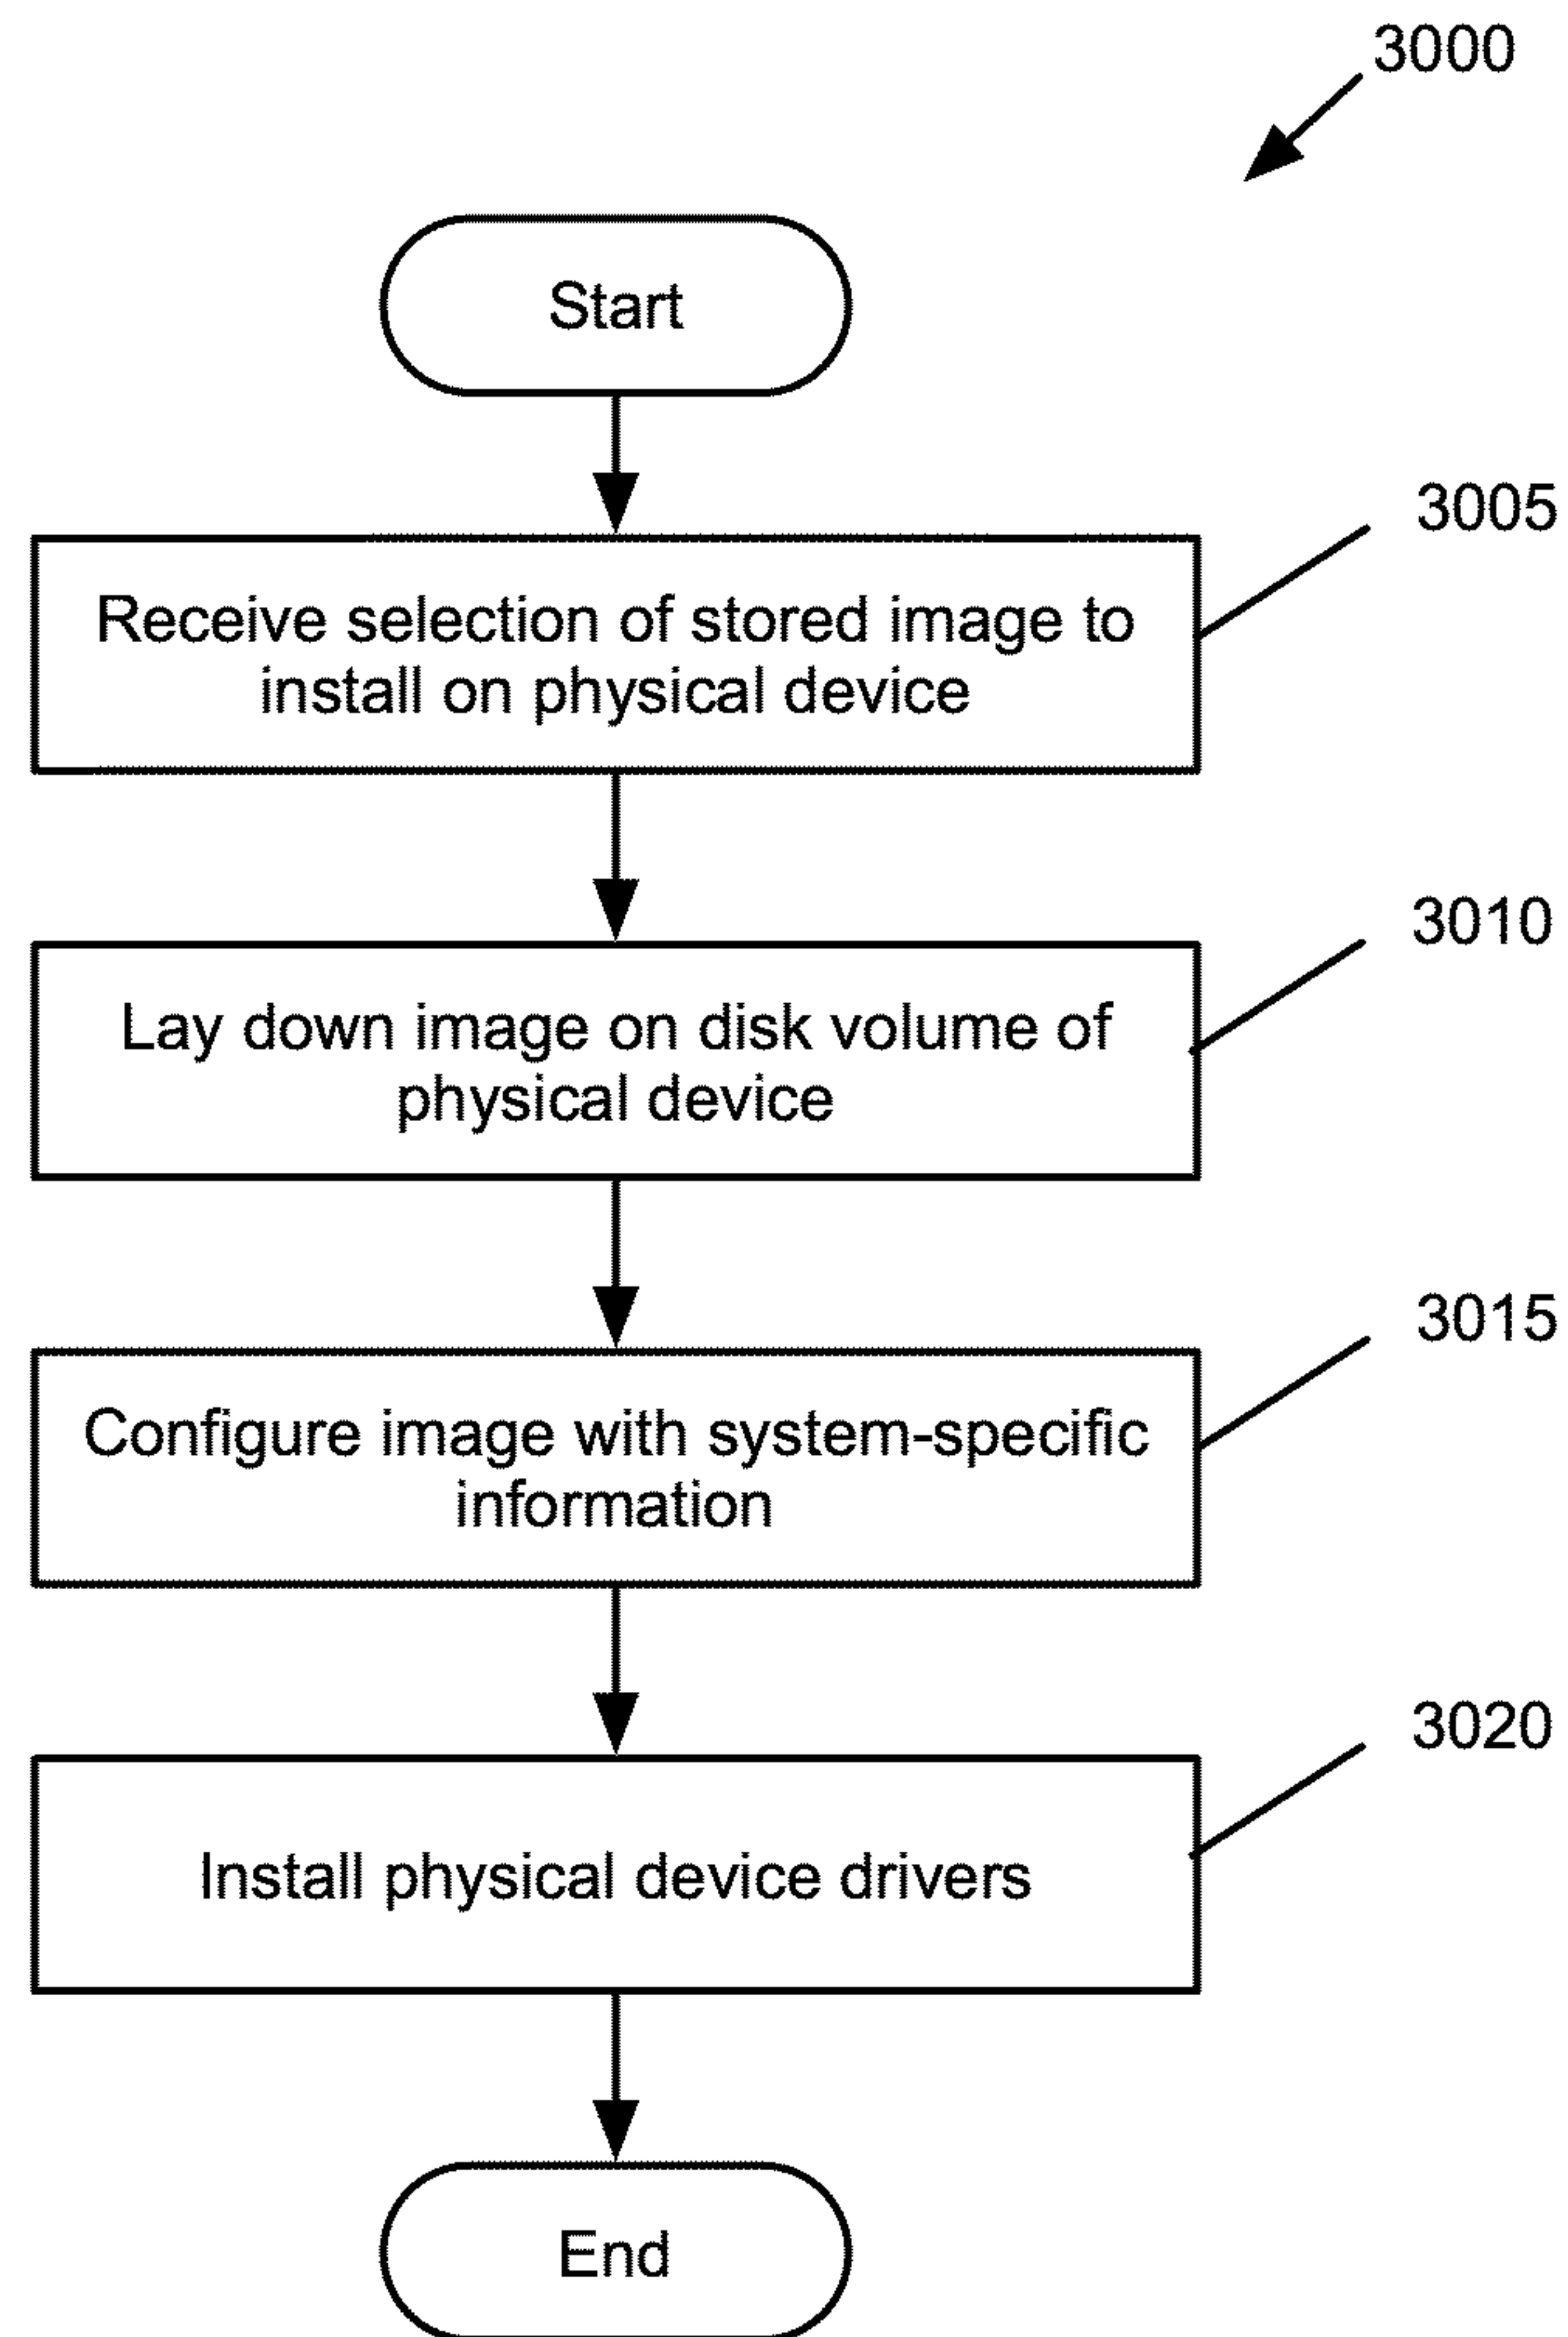 3000
Start
3005
Receive selection of stored image to
install on physical device
3010
Lay down image on disk volume of
physical device
3015
Configure image with system-specific
information
3020
Install physical device drivers
End